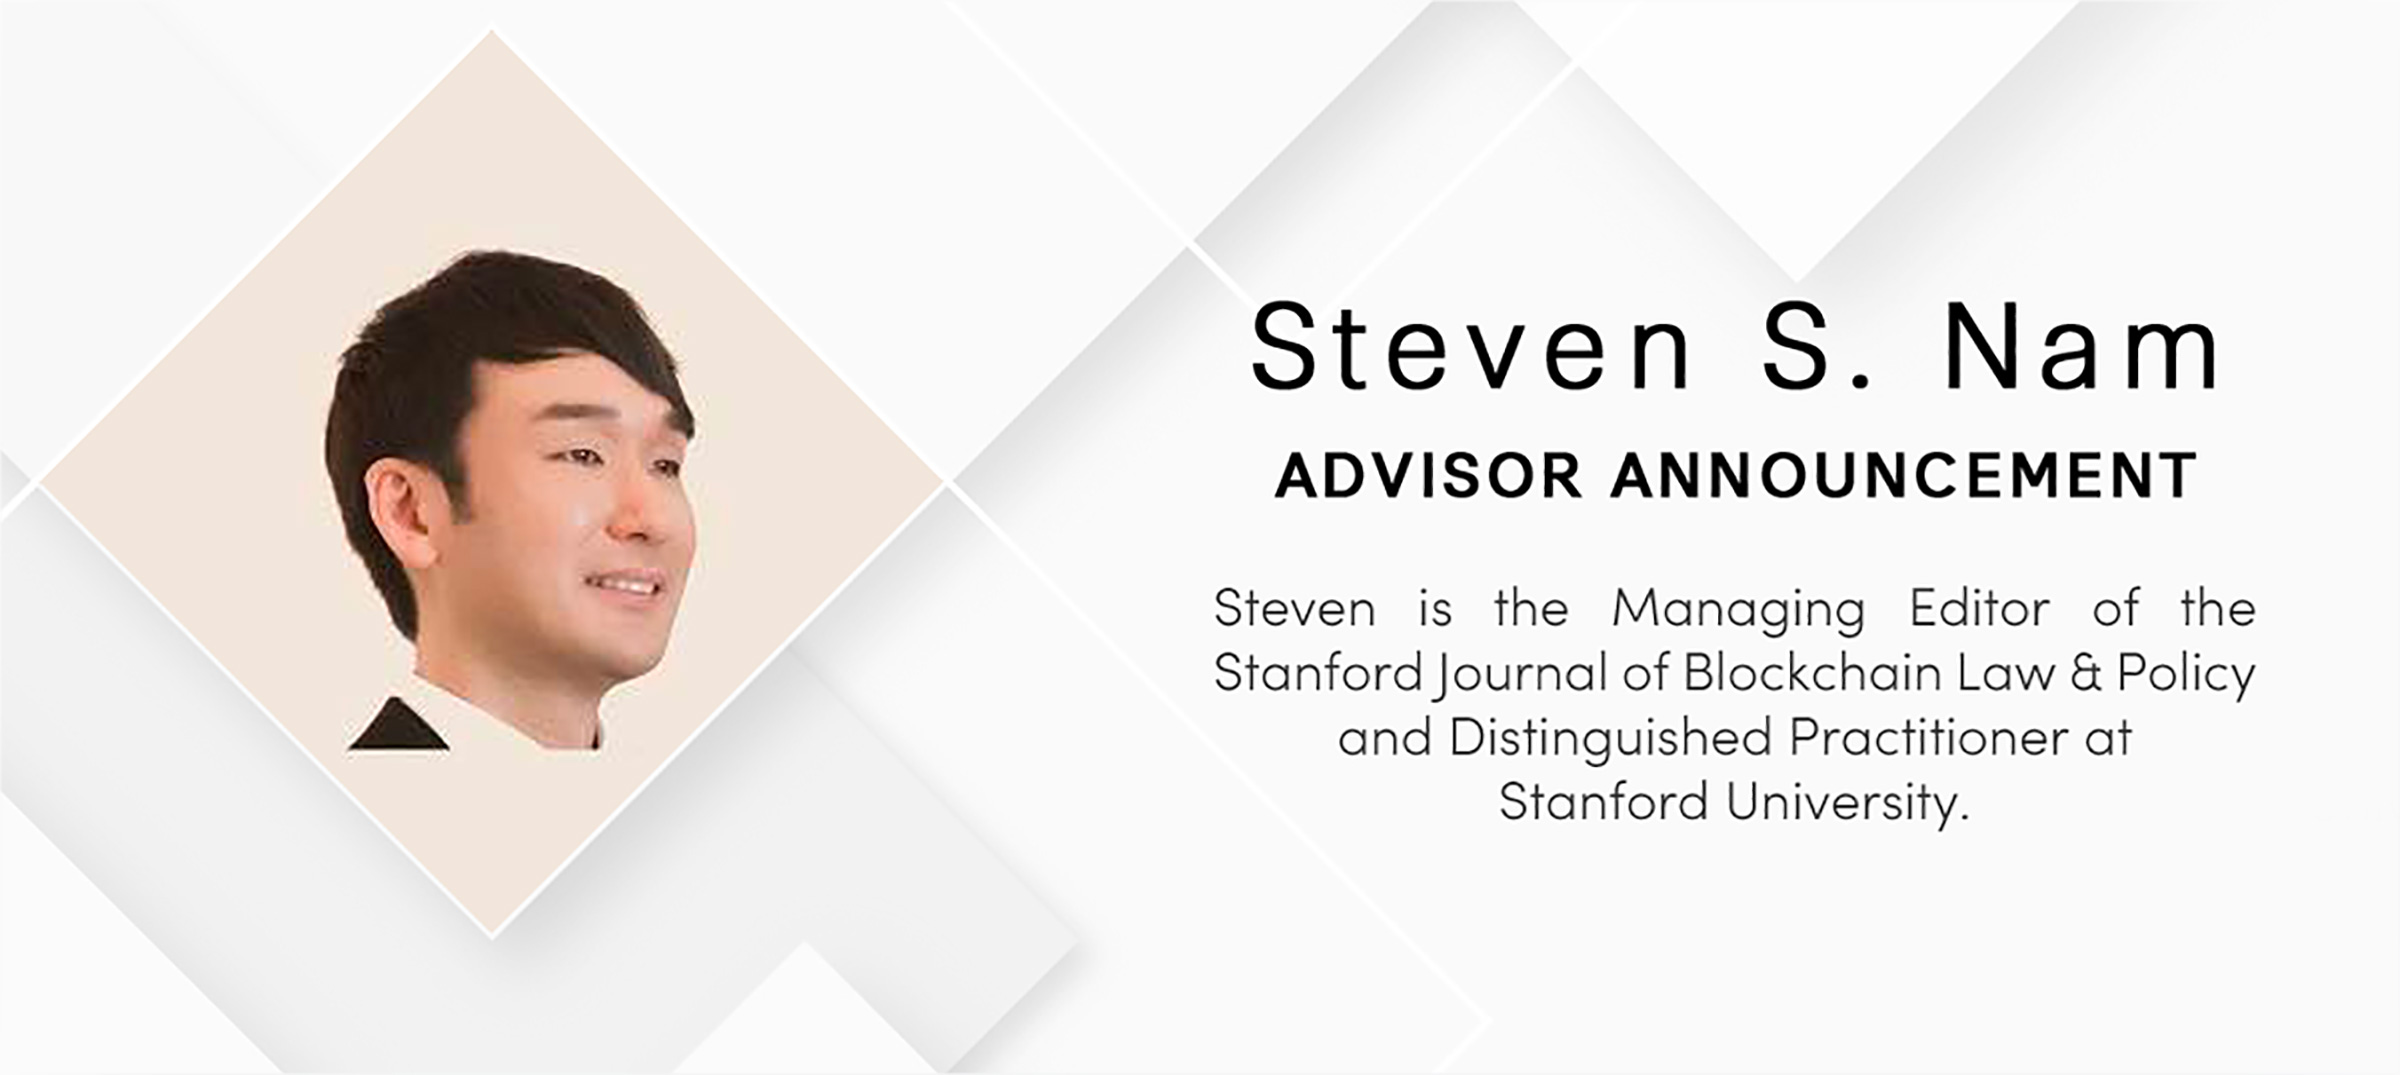 Steven S. Nam
ADVISOR ANNOUNCEMENT
Steven is the Managing Editor of the
Stanford Journal of Blockchain Law & Policy
and Distinguished Practitioner at
Stanford University.